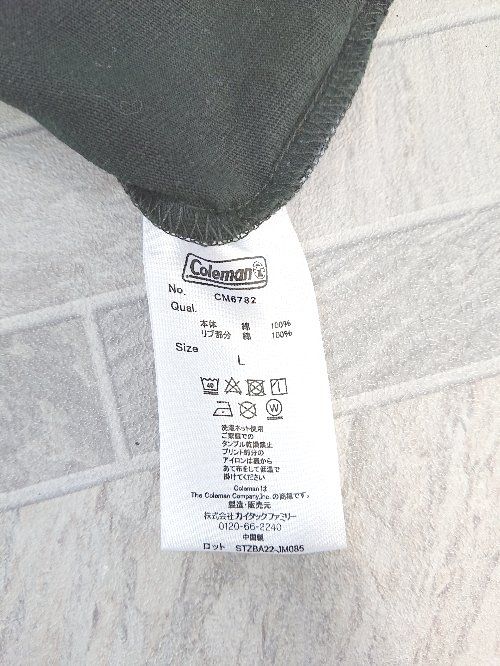 Coleman
No. CM6782
Qual.
本体 綿 100%
リブ部分 綿 100%
Size
L
40
W
洗濯ネット使用
ご家庭での
タンブル乾燥禁止
プリント部分の
アイロンは裏から
あて布をして低温で
掛けてください
Colemanは
The Coleman Company,Inc. の商標です。
製造・販売元
株式会社カイタックファミリー
0120-66-2240
中国製
ロット STZBA22-JM085